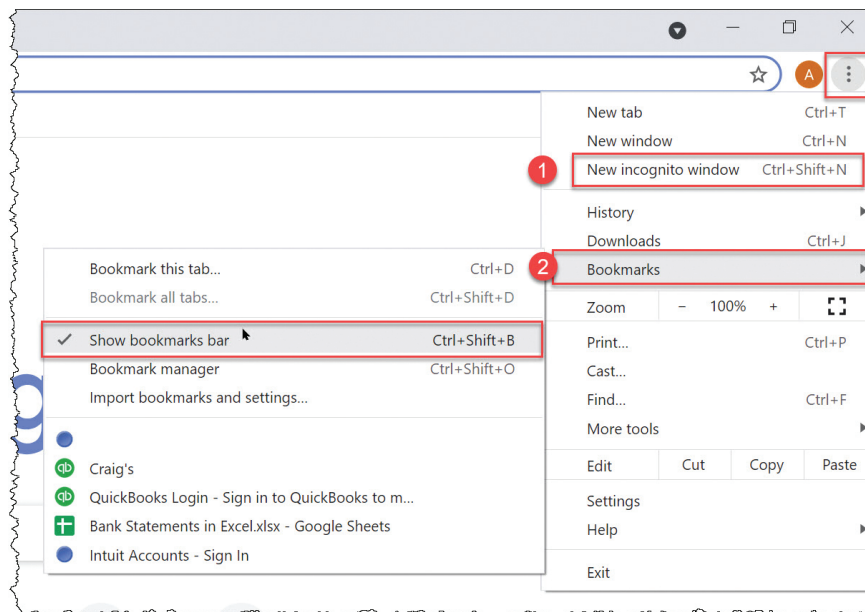 A
New tab Ctrl+T
New window Ctrl+N
1 New incognito window Ctrl+Shift+N
History
Downloads Ctrl+J
2 Bookmarks
Zoom - 100% +
Print... Ctrl+P
Cast...
Find... Ctrl+F
More tools
Edit Cut Copy Paste
Settings
Help
Exit
Bookmark this tab... Ctrl+D
Bookmark all tabs... Ctrl+Shift+D
Show bookmarks bar Ctrl+Shift+B
Bookmark manager Ctrl+Shift+O
Import bookmarks and settings...
qb Craig's
qb QuickBooks Login - Sign in to QuickBooks to m...
Bank Statements in Excel.xlsx - Google Sheets
Intuit Accounts - Sign In